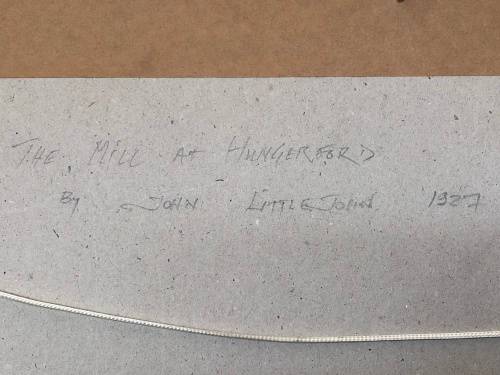 THE MILL AT HUNGERFORD
By JOHN LITTLEJOHN 1927